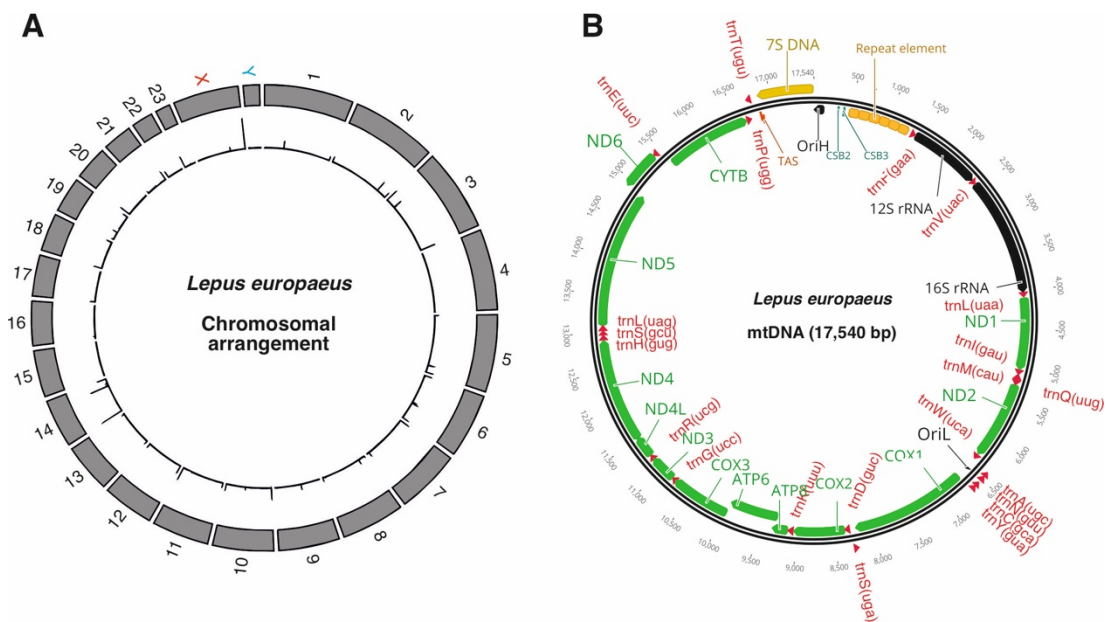 A
X
Y
1
2
3
4
5
6
7
8
9
10
11
12
13
14
15
16
17
18
19
20
21
22
23
Lepus europaeus
Chromosomal
arrangement
B
7S DNA
Repeat element
17,000
17,540
500
1,000
1,500
2,000
2,500
3,000
3,500
4,000
4,500
5,000
5,500
6,000
6,500
7,000
7,500
8,000
8,500
9,000
9,500
10,000
10,500
11,000
11,500
12,000
12,500
13,000
13,500
14,000
14,500
15,000
15,500
16,000
16,500
trnT(ugu)
trnE(uuc)
ND6
CYTB
trnP(ugg)
TAS
OriH
CSB2
CSB3
trnF(gaa)
12S rRNA
trnV(uac)
16S rRNA
trnL(uaa)
ND1
trnI(gau)
trnM(cau)
trnQ(uug)
ND2
trnW(uca)
OriL
trnA(ugc)
trnN(guu)
trnC(gca)
trnY(gua)
COX1
trnS(uga)
trnD(guc)
COX2
trnK(uuu)
ATP8
ATP6
COX3
trnG(ucc)
ND3
trnR(ucg)
ND4L
ND4
trnH(gug)
trnS(gcu)
trnL(uag)
ND5
Lepus europaeus
mtDNA (17,540 bp)